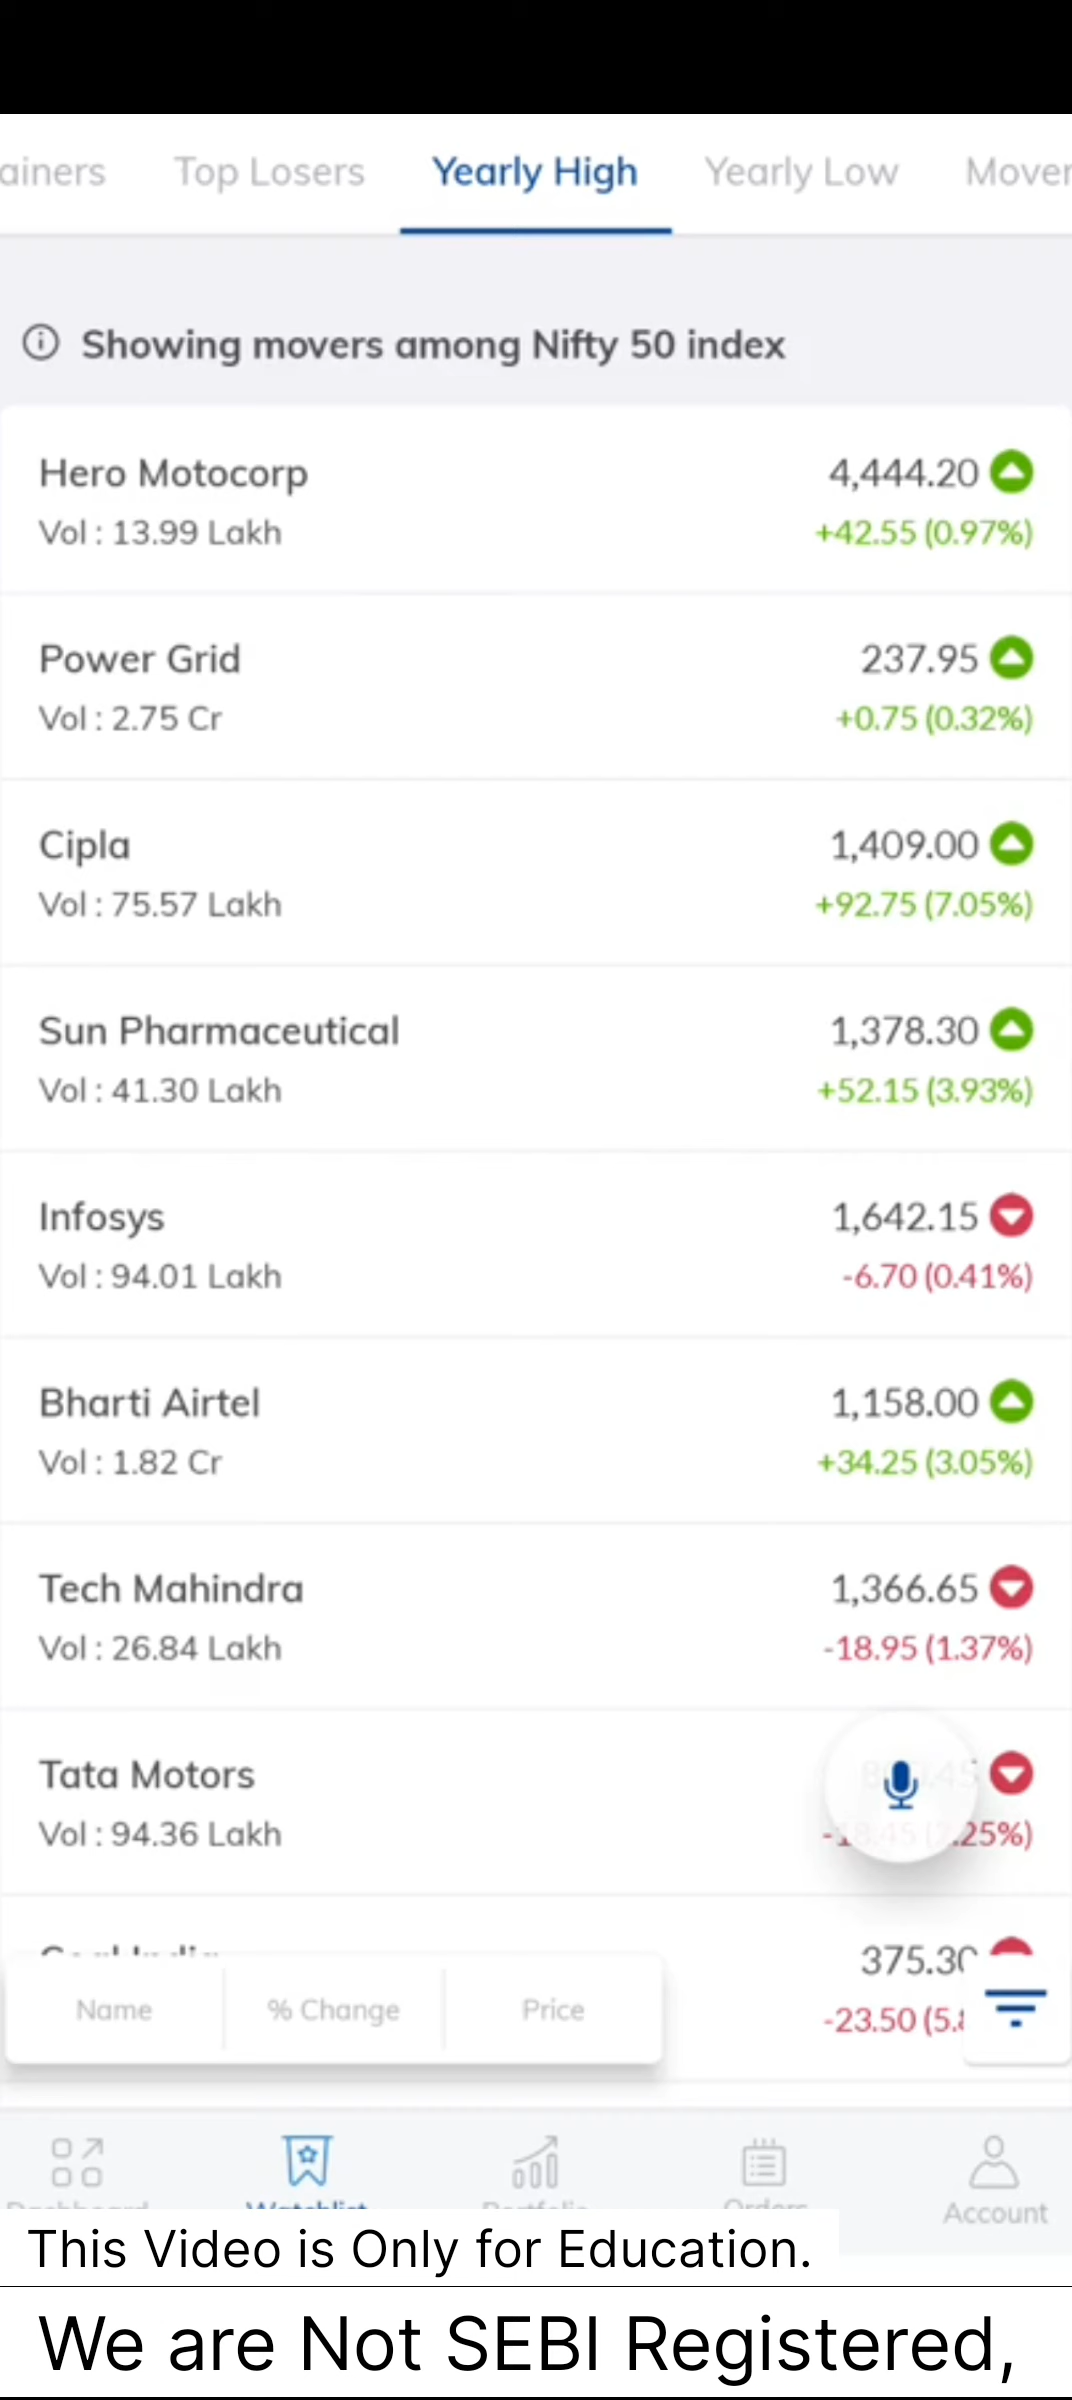 ainers Top Losers Yearly High Yearly Low Mover
Showing movers among Nifty 50 index
Hero Motocorp 4,444.20
Vol : 13.99 Lakh +42.55 (0.97%)
Power Grid 237.95
Vol : 2.75 Cr +0.75 (0.32%)
Cipla 1,409.00
Vol : 75.57 Lakh +92.75 (7.05%)
Sun Pharmaceutical 1,378.30
Vol : 41.30 Lakh +52.15 (3.93%)
Infosys 1,642.15
Vol : 94.01 Lakh -6.70 (0.41%)
Bharti Airtel 1,158.00
Vol : 1.82 Cr +34.25 (3.05%)
Tech Mahindra 1,366.65
Vol : 26.84 Lakh -18.95 (1.37%)
Tata Motors
Vol : 94.36 Lakh
375.30
Name % Change Price -23.50
Watchlist Portfolio Orders Account
This Video is Only for Education.
We are Not SEBI Registered,